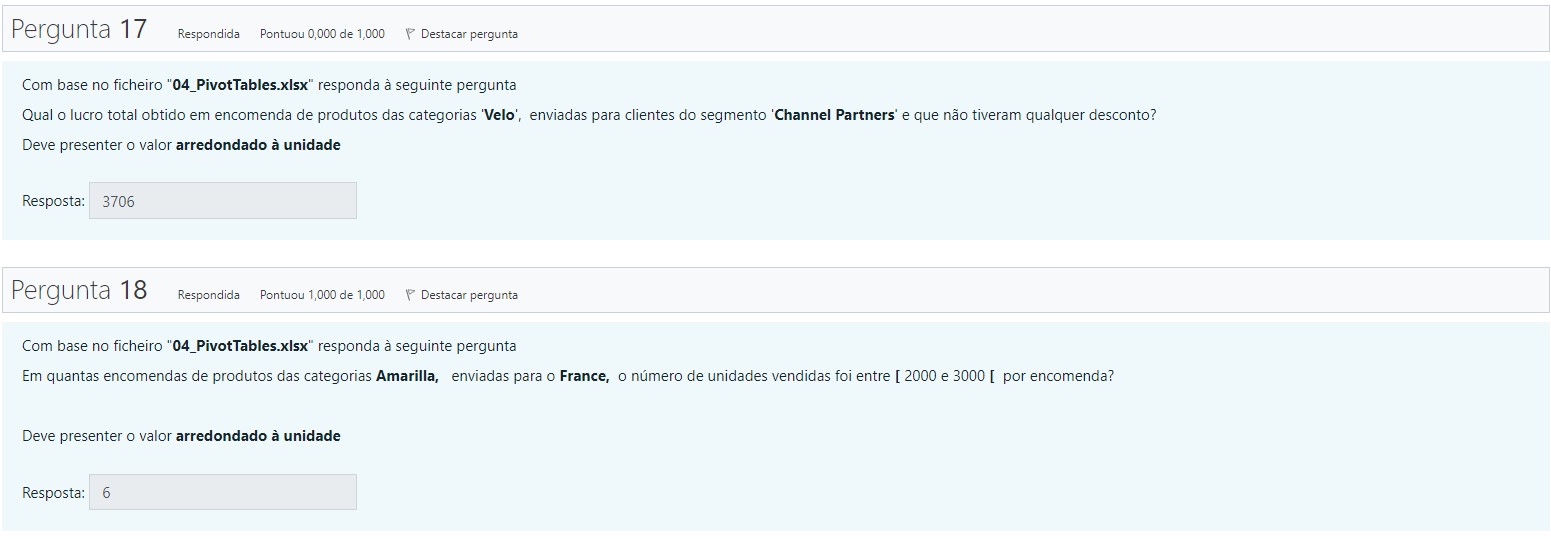 Pergunta 17 Respondida Pontuou 0,000 de 1,000 Destacar pergunta
Com base no ficheiro "04_PivotTables.xlsx" responda à seguinte pergunta
Qual o lucro total obtido em encomenda de produtos das categorias 'Velo', enviadas para clientes do segmento 'Channel Partners' e que não tiveram qualquer desconto?
Deve presenter o valor arredondado à unidade
Resposta: 3706
Pergunta 18 Respondida Pontuou 1,000 de 1,000 Destacar pergunta
Com base no ficheiro "04_PivotTables.xlsx" responda à seguinte pergunta
Em quantas encomendas de produtos das categorias Amarilla, enviadas para o France, o número de unidades vendidas foi entre [ 2000 e 3000 [ por encomenda?
Deve presenter o valor arredondado à unidade
Resposta: 6